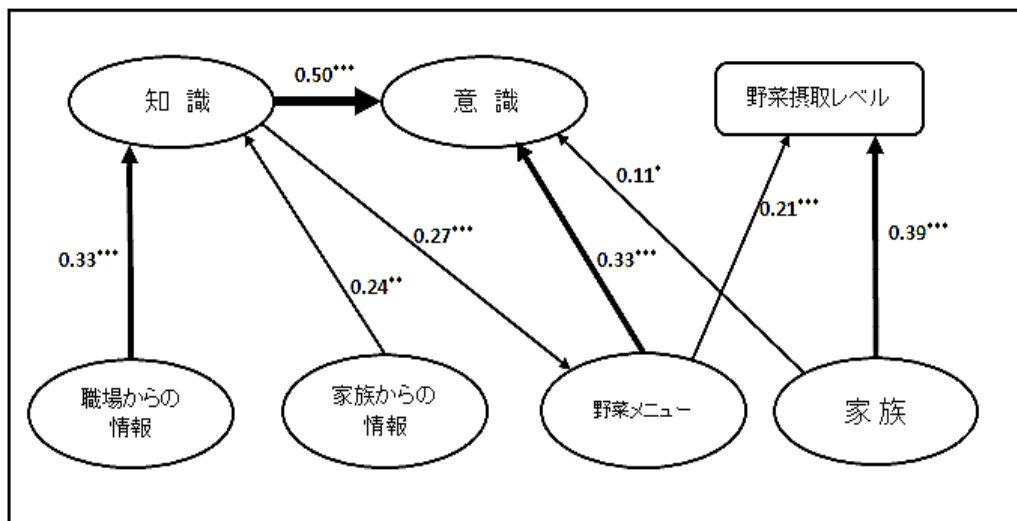 0.50***
知 識
意 識
野菜摂取レベル
0.11*
0.21***
0.27***
0.33***
0.33***
0.39***
0.24**
職場からの
情報
家族からの
情報
野菜メニュー
家 族